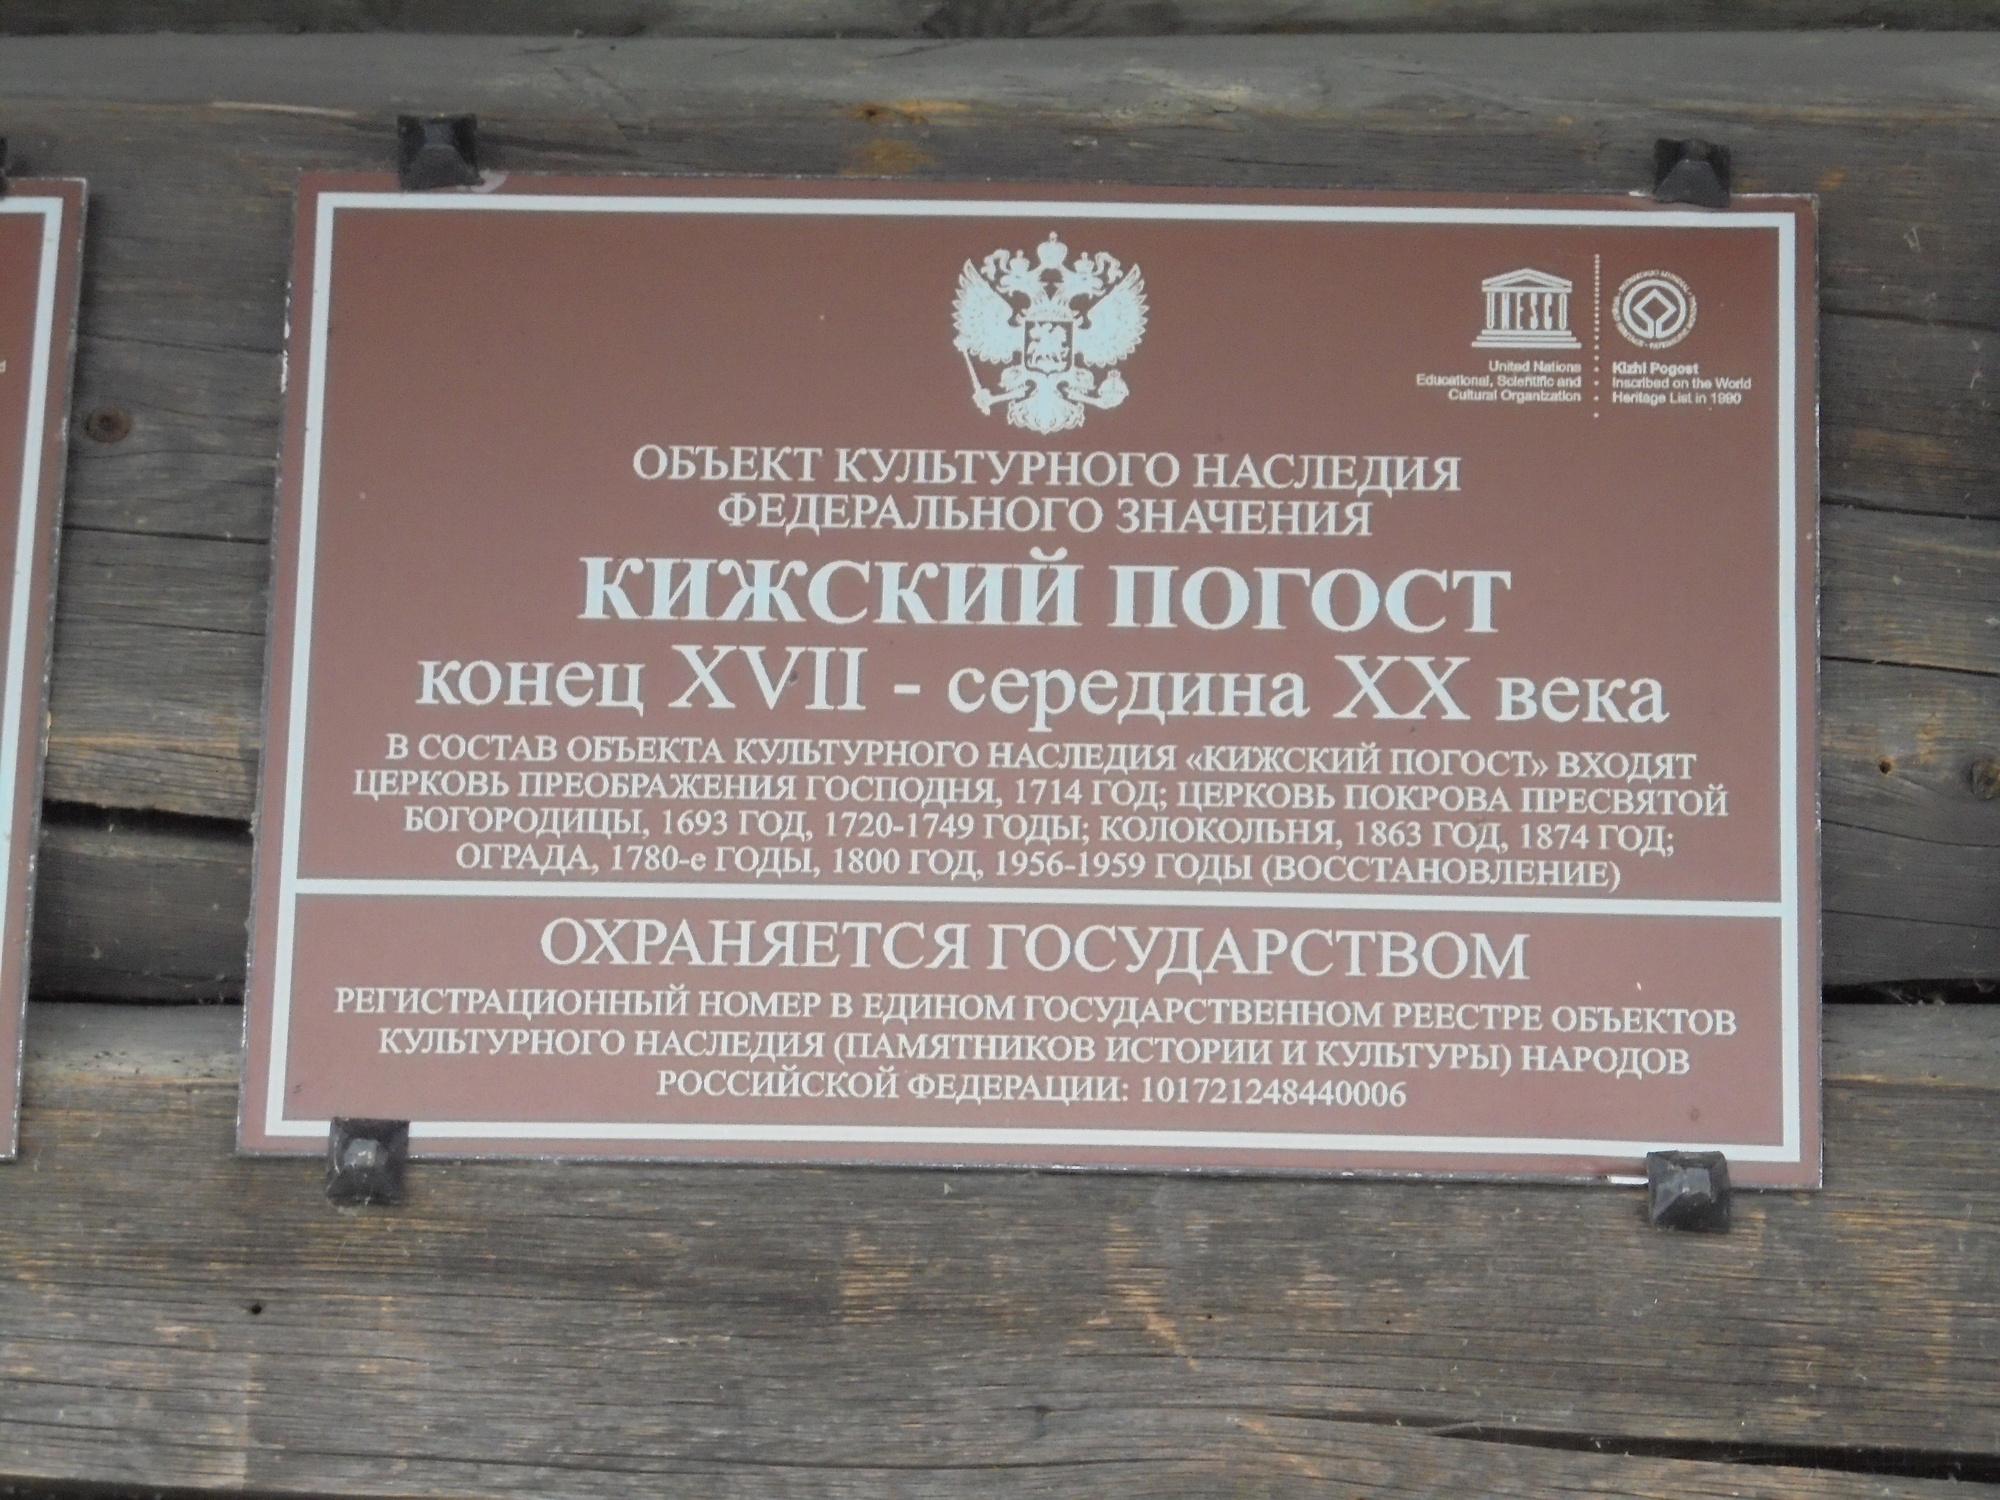 UNESCO
United Nations
Educational, Scientific and
Cultural Organization
Kizhi Pogost
Inscribed on the World
Heritage List in 1990
ОБЪЕКТ КУЛЬТУРНОГО НАСЛЕДИЯ
ФЕДЕРАЛЬНОГО ЗНАЧЕНИЯ
КИЖСКИЙ ПОГОСТ
конец XVII - середина XX века
В СОСТАВ ОБЪЕКТА КУЛЬТУРНОГО НАСЛЕДИЯ «КИЖСКИЙ ПОГОСТ» ВХОДЯТ
ЦЕРКОВЬ ПРЕОБРАЖЕНИЯ ГОСПОДНЯ, 1714 ГОД; ЦЕРКОВЬ ПОКРОВА ПРЕСВЯТОЙ
БОГОРОДИЦЫ, 1693 ГОД, 1720-1749 ГОДЫ; КОЛОКОЛЬНЯ, 1863 ГОД, 1874 ГОД;
ОГРАДА, 1780-е ГОДЫ, 1800 ГОД, 1956-1959 ГОДЫ (ВОССТАНОВЛЕНИЕ)
ОХРАНЯЕТСЯ ГОСУДАРСТВОМ
РЕГИСТРАЦИОННЫЙ НОМЕР В ЕДИНОМ ГОСУДАРСТВЕННОМ РЕЕСТРЕ ОБЪЕКТОВ
КУЛЬТУРНОГО НАСЛЕДИЯ (ПАМЯТНИКОВ ИСТОРИИ И КУЛЬТУРЫ) НАРОДОВ
РОССИЙСКОЙ ФЕДЕРАЦИИ: 101721248440006